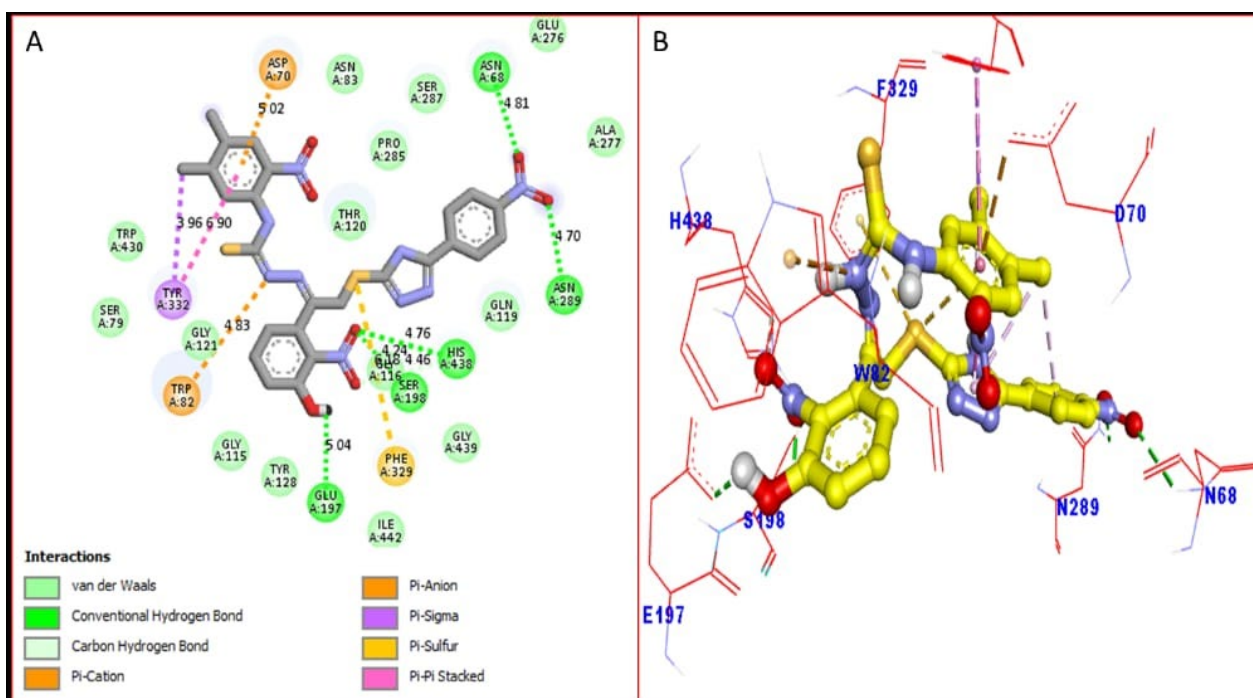 A
B
GLU
A:276
ASP
A:70
ASN
A:83
ASN
A:68
SER
A:287
5 02
4 81
ALA
A:277
PRO
A:285
THR
A:120
3 96 6 90
4 70
TRP
A:430
TYR
A:332
GLN
A:119
ASN
A:289
SER
A:79
GLY
A:121
4 83
4 76
4 24
4 46
HIS
A:438
A:116
SER
A:198
TRP
A:82
GLY
A:115
TYR
A:128
5 04
GLY
A:439
PHE
A:329
GLU
A:197
ILE
A:442
Interactions
van der Waals
Conventional Hydrogen Bond
Carbon Hydrogen Bond
Pi-Cation
Pi-Anion
Pi-Sigma
Pi-Sulfur
Pi-Pi Stacked
F329
H438
D70
W82
S198
N289
N68
E197